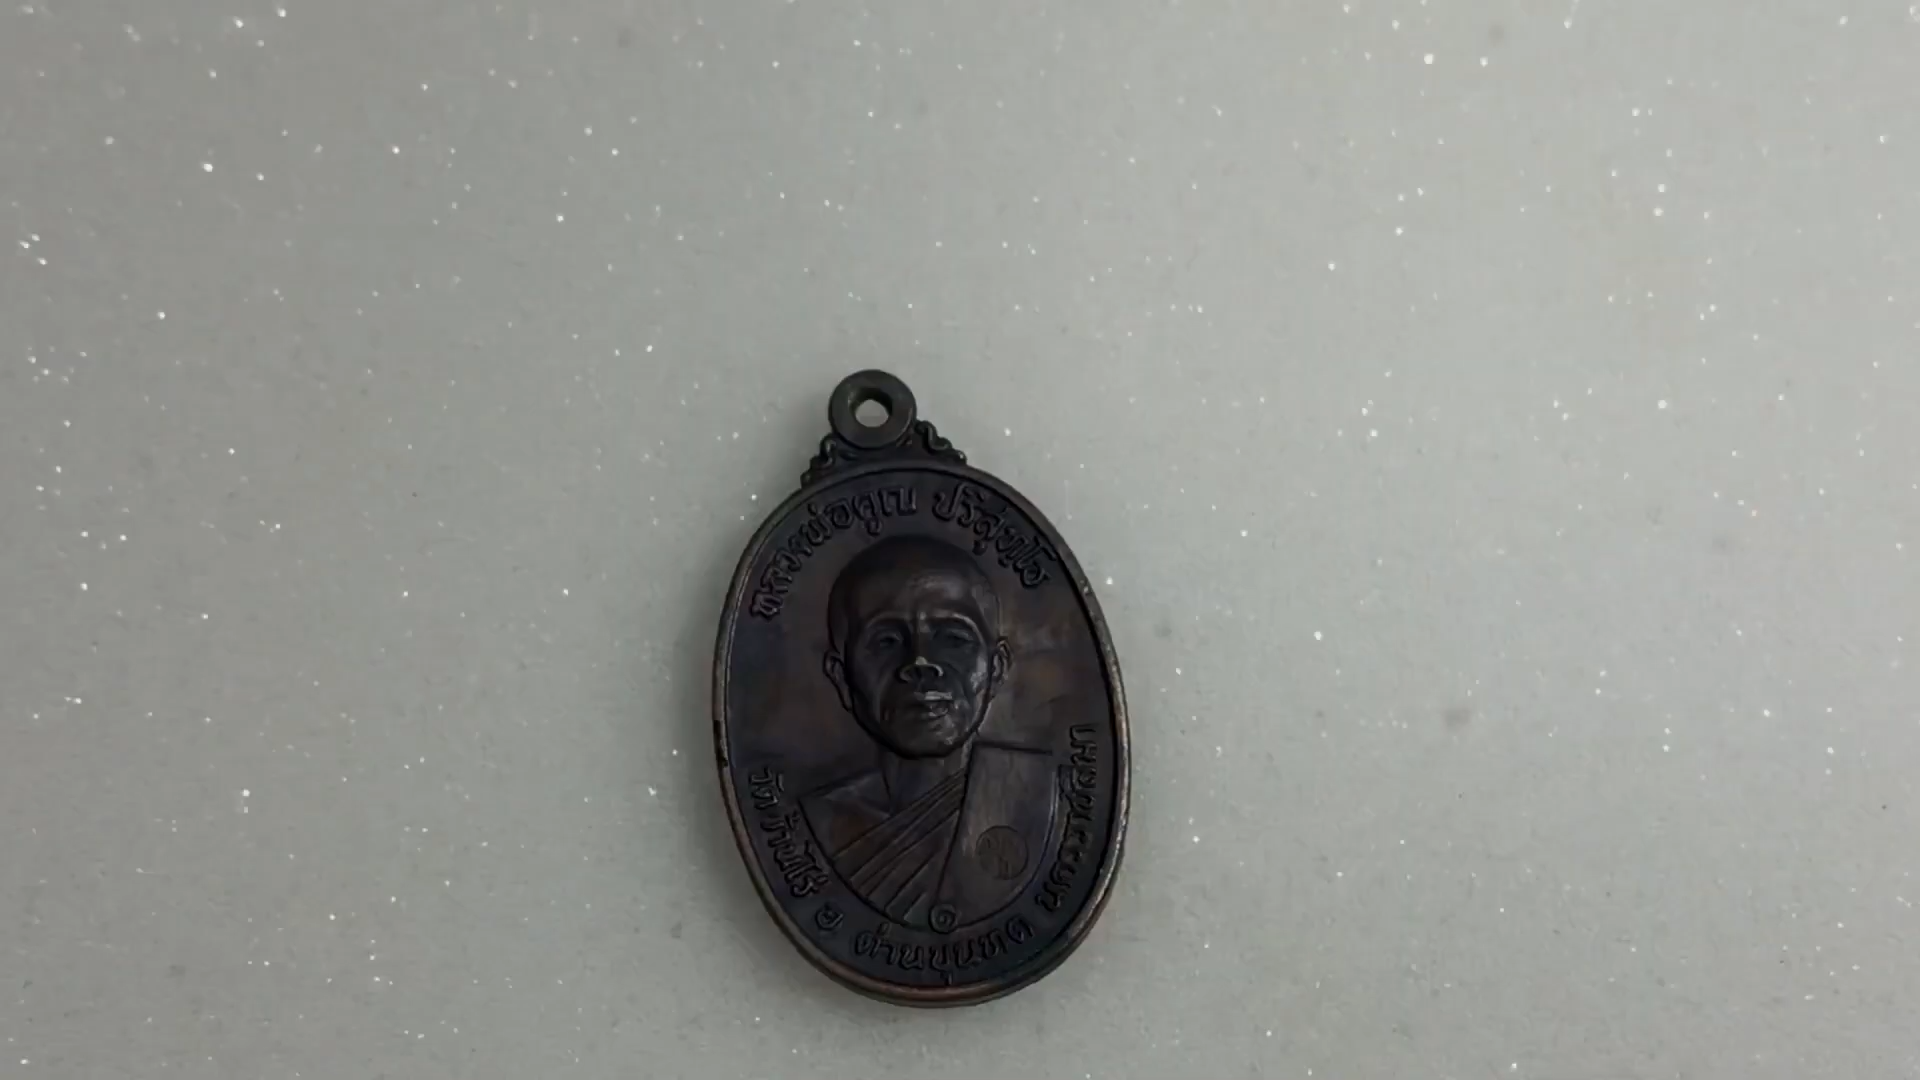 หลวงพ่อคูณ ปริสุทฺโธ
วัดบ้านไร่ อ ด่านขุนทด นครราชสีมา
๑